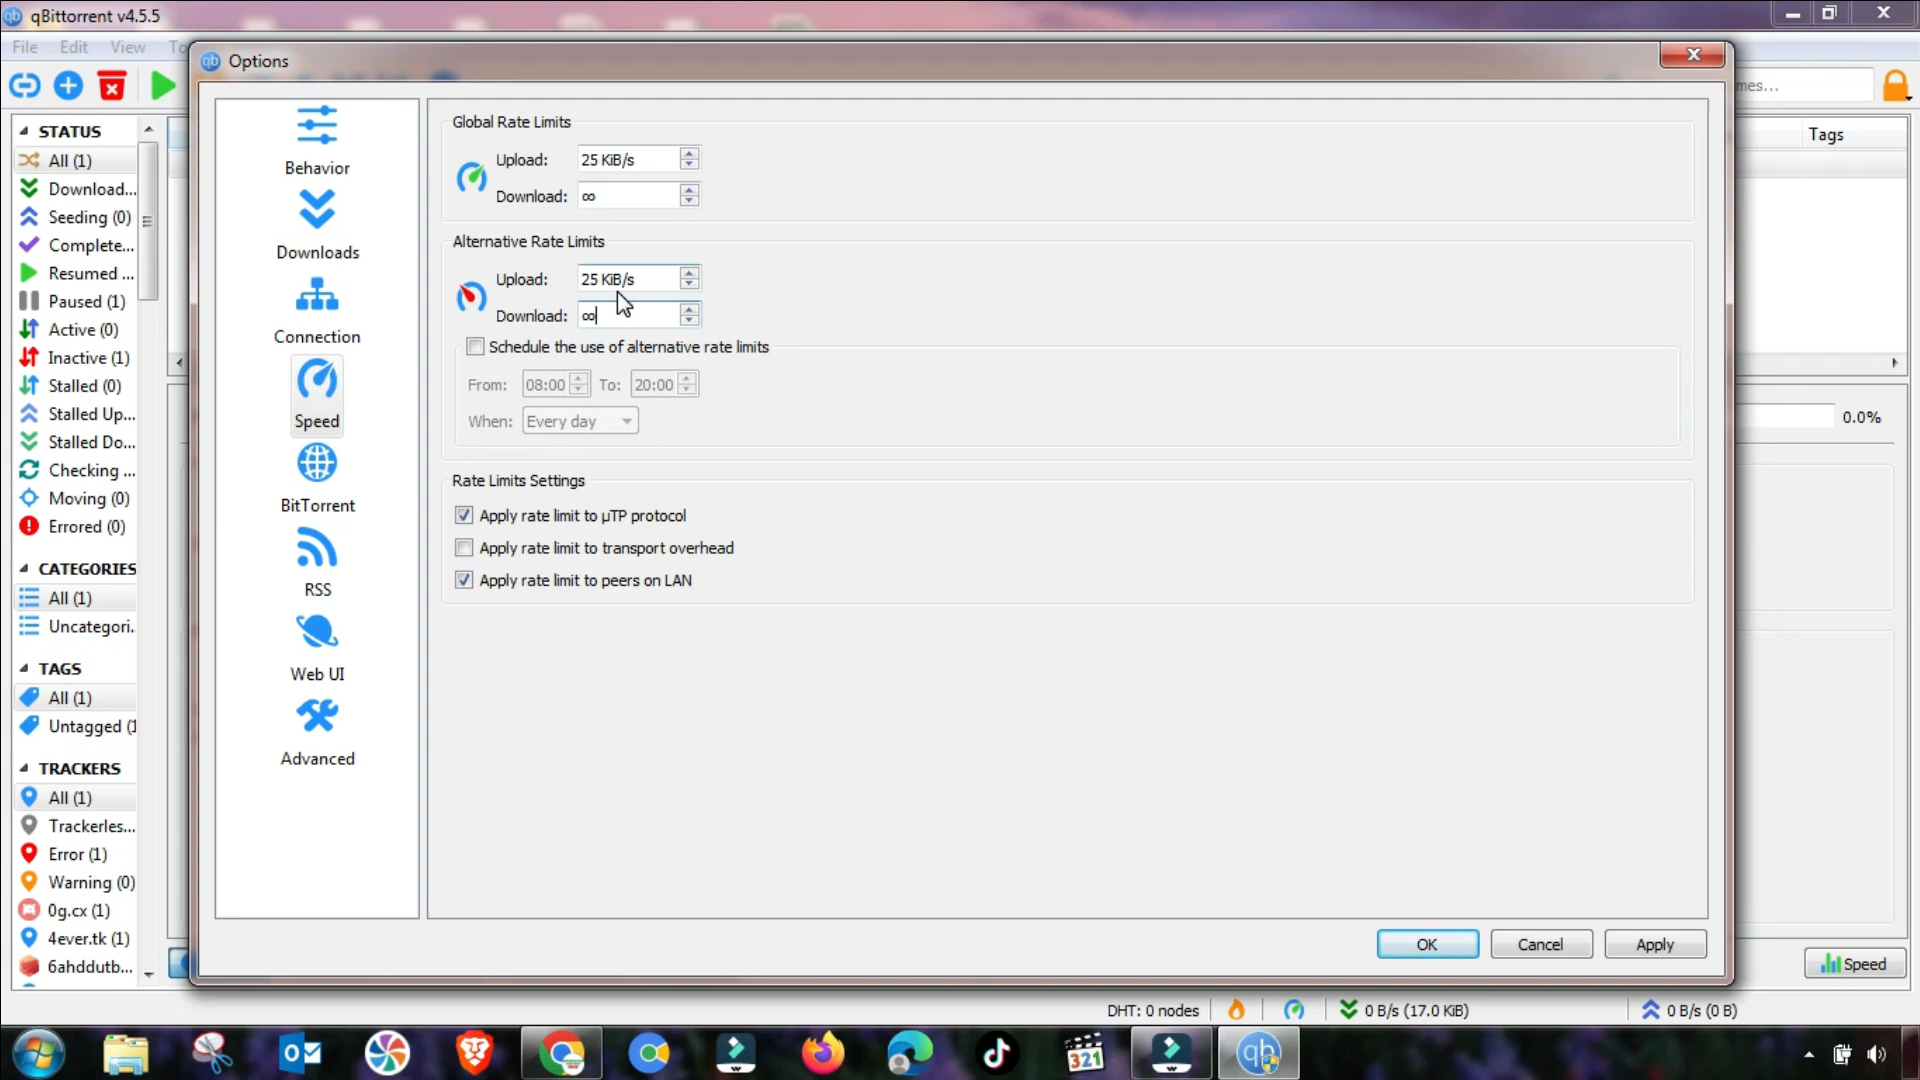 qBittorrent v4.5.5
File Edit View To
Options
mes...
STATUS
All (1)
Download...
Seeding (0)
Complete...
Resumed ...
Paused (1)
Active (0)
Inactive (1)
Stalled (0)
Stalled Up...
Stalled Do...
Checking ...
Moving (0)
Errored (0)
CATEGORIES
All (1)
Uncategori...
TAGS
All (1)
Untagged (1
TRACKERS
All (1)
Trackerles...
Error (1)
Warning (0)
0g.cx (1)
4ever.tk (1)
6ahddutb...
Behavior
Downloads
Connection
Speed
BitTorrent
RSS
Web UI
Advanced
Global Rate Limits
Upload: 25 KiB/s
Download: ∞
Alternative Rate Limits
Upload: 25 KiB/s
Download: ∞
Schedule the use of alternative rate limits
From: 08:00 To: 20:00
When: Every day
Rate Limits Settings
Apply rate limit to µTP protocol
Apply rate limit to transport overhead
Apply rate limit to peers on LAN
OK Cancel Apply
Tags
0.0%
Speed
DHT: 0 nodes 0 B/s (17.0 KiB) 0 B/s (0 B)
321